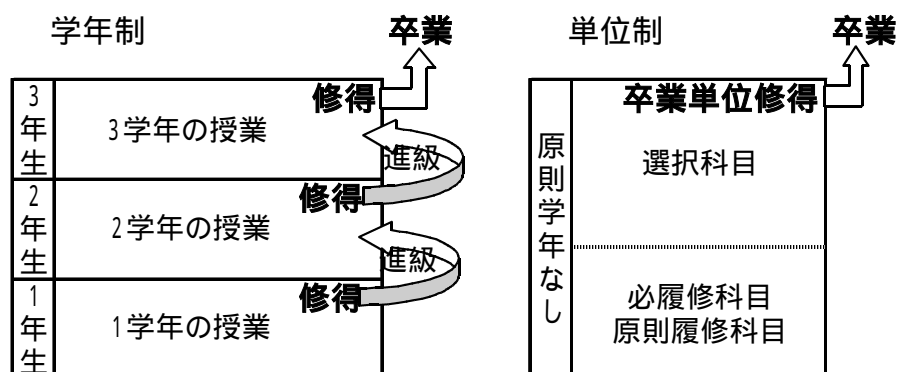 学年制
卒業
3年生
3学年の授業
修得
進級
2年生
2学年の授業
修得
進級
1年生
1学年の授業
修得
単位制
卒業
原則学年なし
卒業単位修得
選択科目
必履修科目
原則履修科目